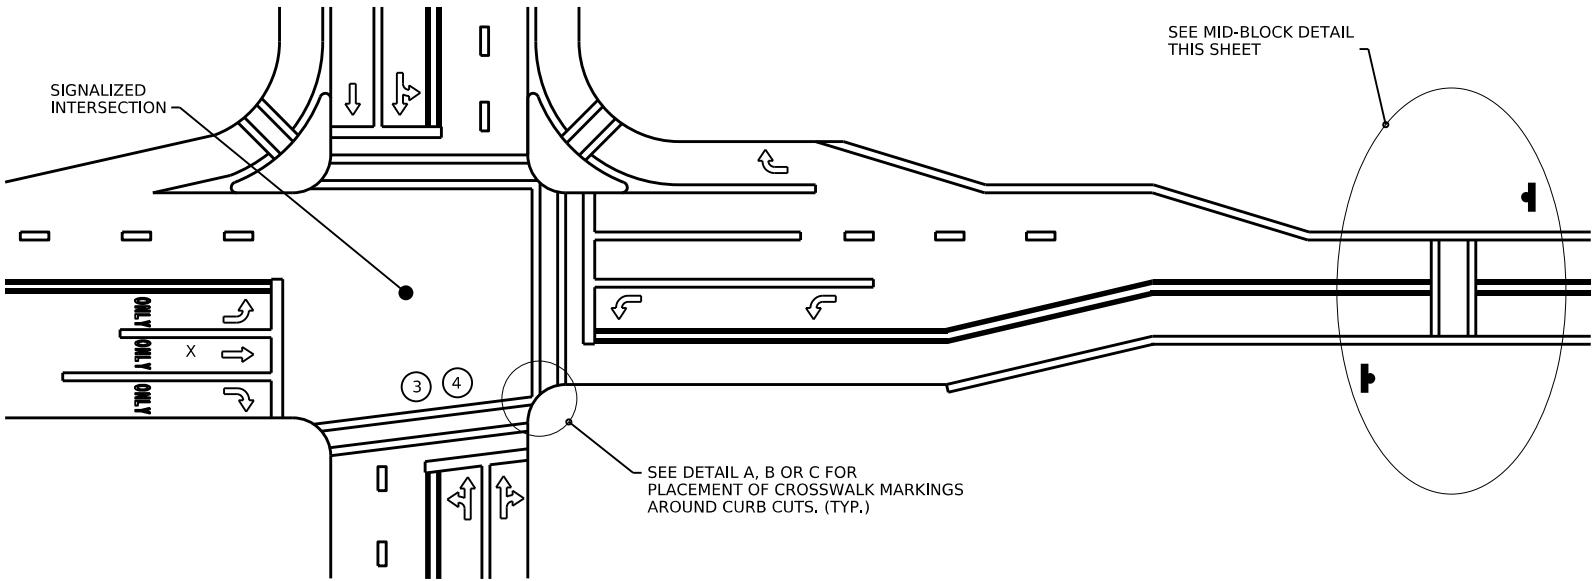 SEE MID-BLOCK DETAIL
THIS SHEET
SIGNALIZED
INTERSECTION
ONLY
ONLY
X
ONLY
3
4
SEE DETAIL A, B OR C FOR
PLACEMENT OF CROSSWALK MARKINGS
AROUND CURB CUTS. (TYP.)